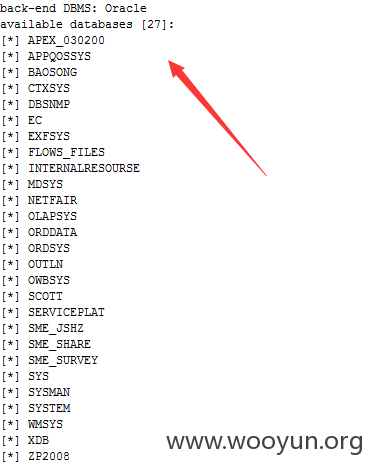 back-end DBMS: Oracle
available databases [27]:
[*] APEX_030200
[*] APPQOSSYS
[*] BAOSONG
[*] CTXSYS
[*] DBSNMP
[*] EC
[*] EXFSYS
[*] FLOWS_FILES
[*] INTERNALRESOURSE
[*] MDSYS
[*] NETFAIR
[*] OLAPSYS
[*] ORDDATA
[*] ORDSYS
[*] OUTLN
[*] OWBSYS
[*] SCOTT
[*] SERVICEPLAT
[*] SME_JSHZ
[*] SME_SHARE
[*] SME_SURVEY
[*] SYS
[*] SYSMAN
[*] SYSTEM
[*] WMSYS
[*] XDB
[*] ZP2008
www.wooyun.org